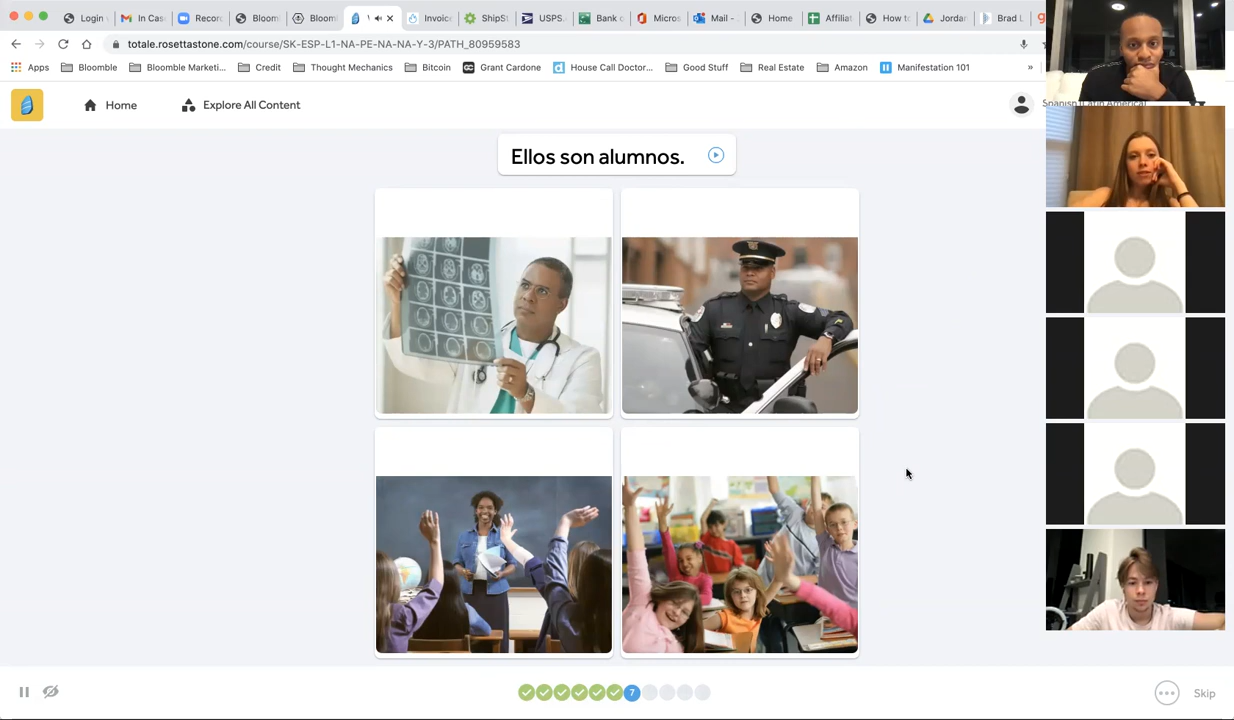 Login
In Cas
Recor
Bloom
Bloom
Invoic
ShipSt
USPS.
Bank o
Micros
Mail -
Home
Affiliat
How to
Jordan
Brad L
totale.rosettastone.com/course/SK-ESP-L1-NA-PE-NA-NA-Y-3/PATH_80959583
Apps Bloomble Bloomble Marketi... Credit Thought Mechanics Bitcoin Grant Cardone House Call Doctor... Good Stuff Real Estate Amazon Manifestation 101 »
Home Explore All Content
Spanish (Latin America)
Ellos son alumnos.
7
Skip